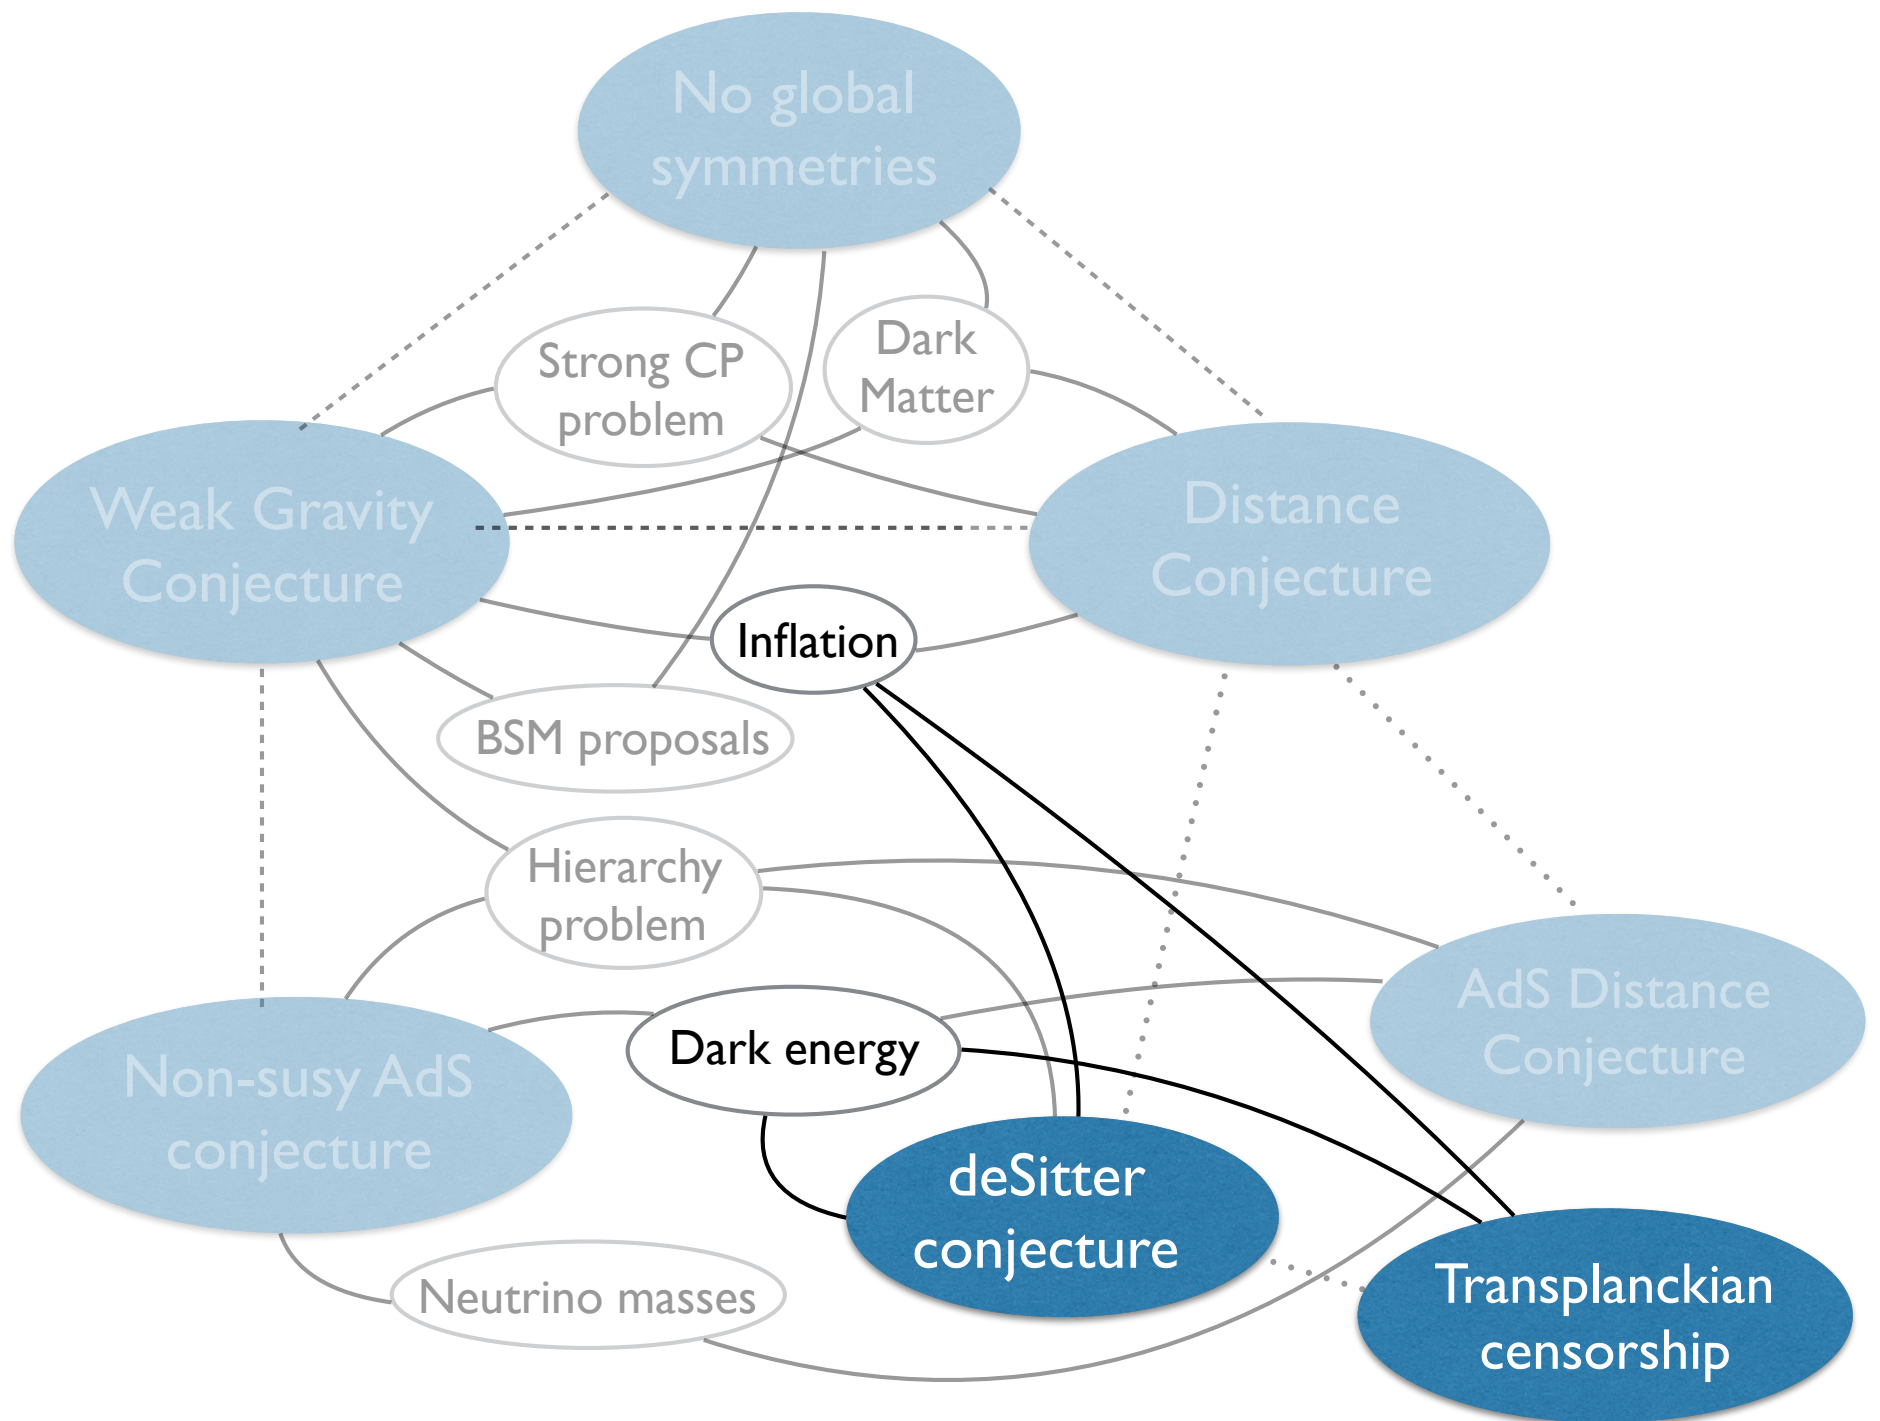 No global
symmetries
Strong CP
problem
Dark
Matter
Weak Gravity
Conjecture
Distance
Conjecture
Inflation
BSM proposals
Hierarchy
problem
AdS Distance
Conjecture
Dark energy
Non-susy AdS
conjecture
deSitter
conjecture
Neutrino masses
Transplanckian
censorship